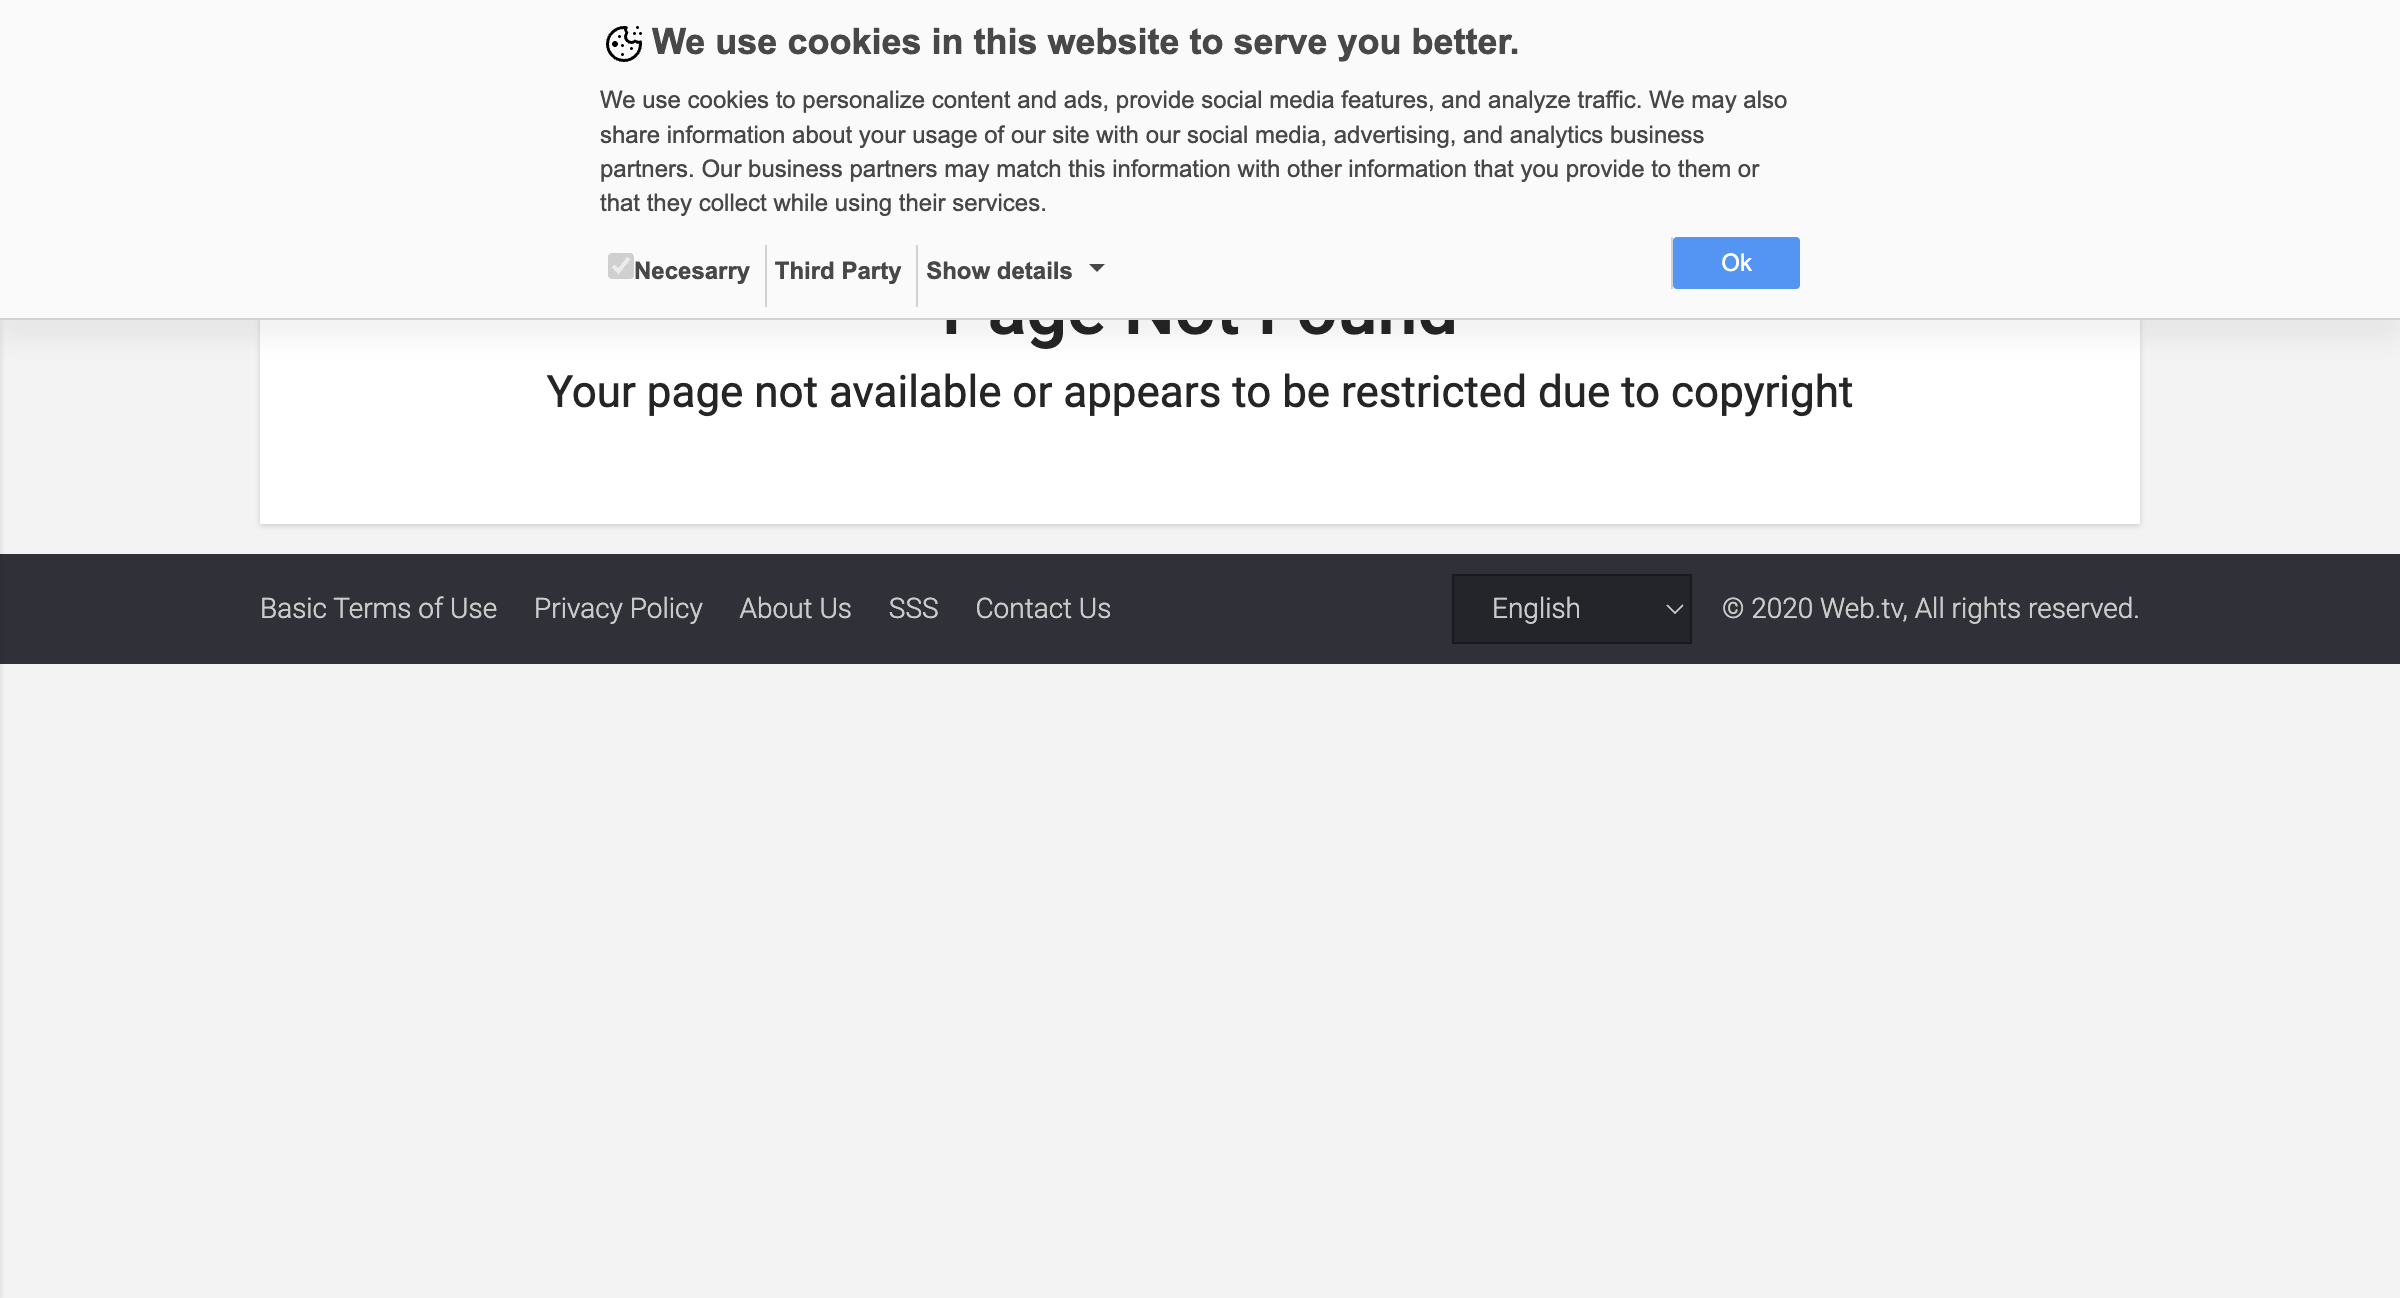 We use cookies in this website to serve you better.
We use cookies to personalize content and ads, provide social media features, and analyze traffic. We may also
share information about your usage of our site with our social media, advertising, and analytics business
partners. Our business partners may match this information with other information that you provide to them or
that they collect while using their services.
Necesarry Third Party Show details Ok
Page Not Found
Your page not available or appears to be restricted due to copyright
Basic Terms of Use Privacy Policy About Us SSS Contact Us English © 2020 Web.tv, All rights reserved.